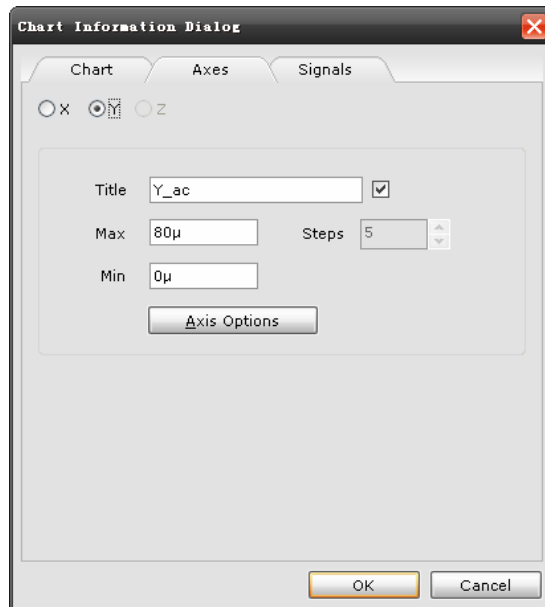 Chart Information Dialog
Chart Axes Signals
X Y Z
Title Y_ac
Max 80µ Steps 5
Min 0µ
Axis Options
OK Cancel